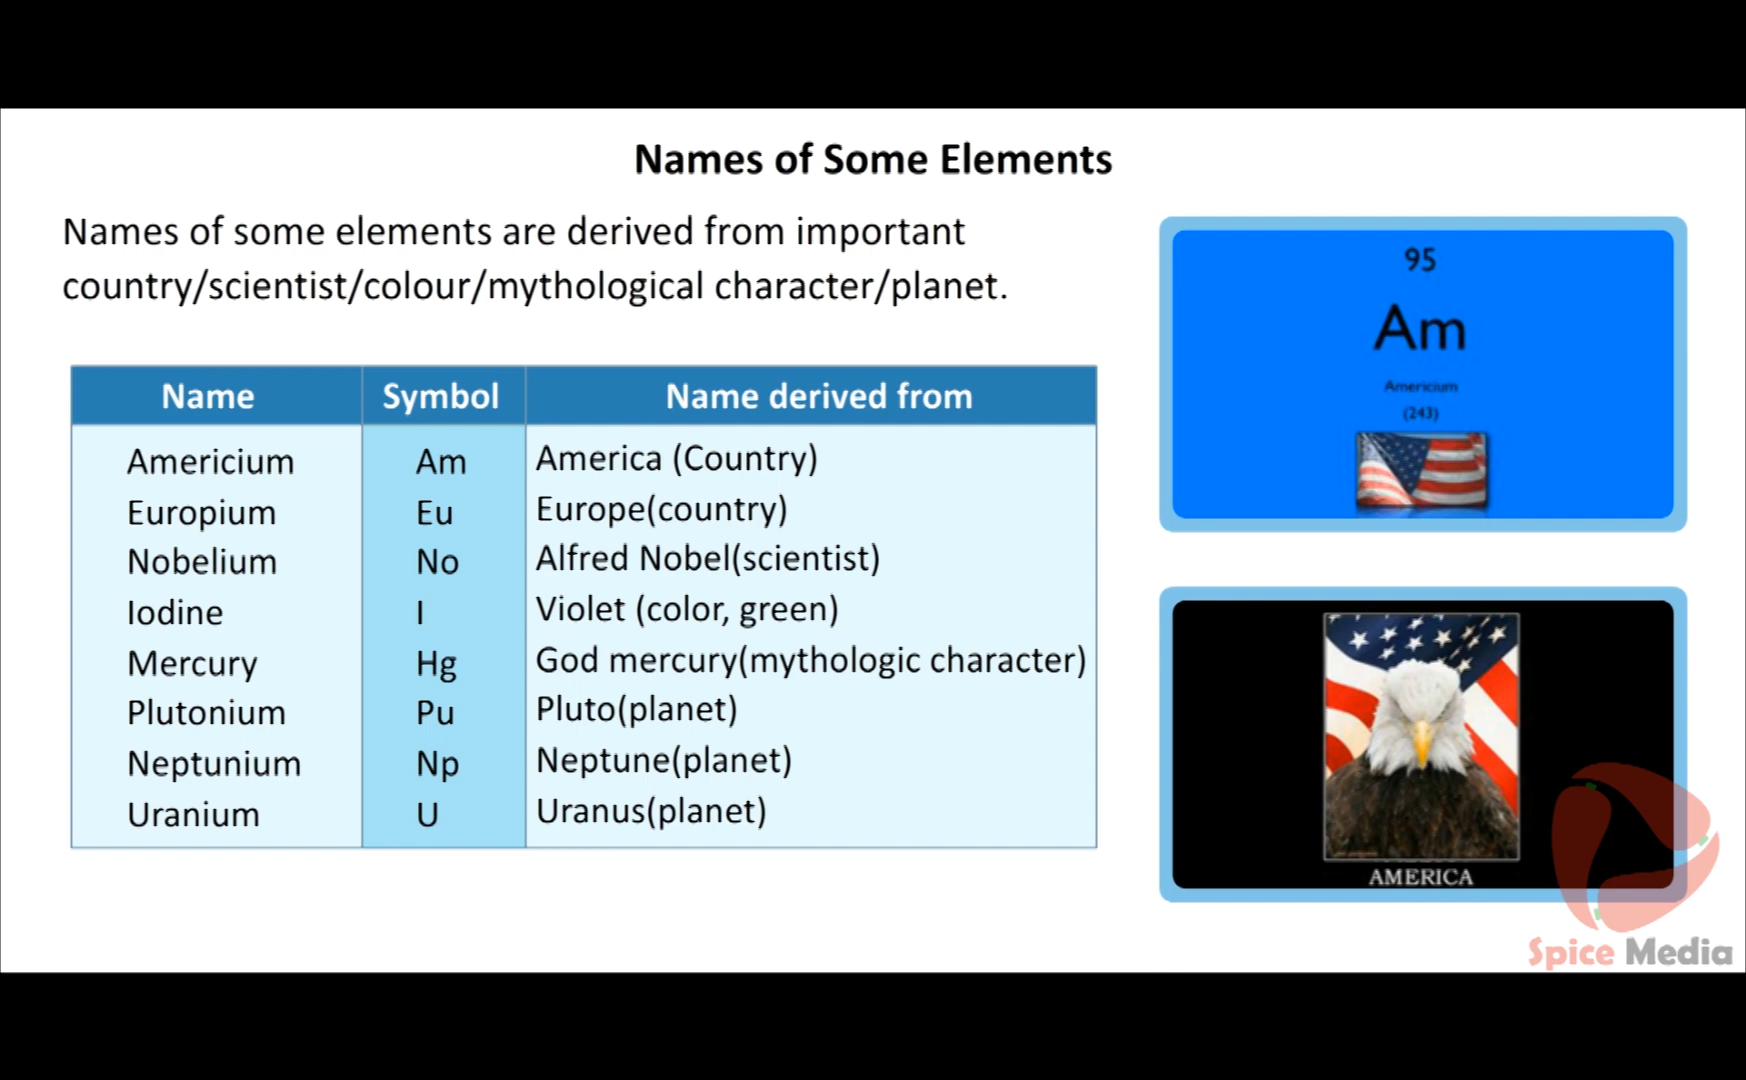 Names of Some Elements
Names of some elements are derived from important
country/scientist/colour/mythological character/planet.
Name Symbol Name derived from
Americium Am America (Country)
Europium Eu Europe(country)
Nobelium No Alfred Nobel(scientist)
Iodine I Violet (color, green)
Mercury Hg God mercury(mythologic character)
Plutonium Pu Pluto(planet)
Neptunium Np Neptune(planet)
Uranium U Uranus(planet)
95
Am
Americium
(243)
AMERICA
Spice Media